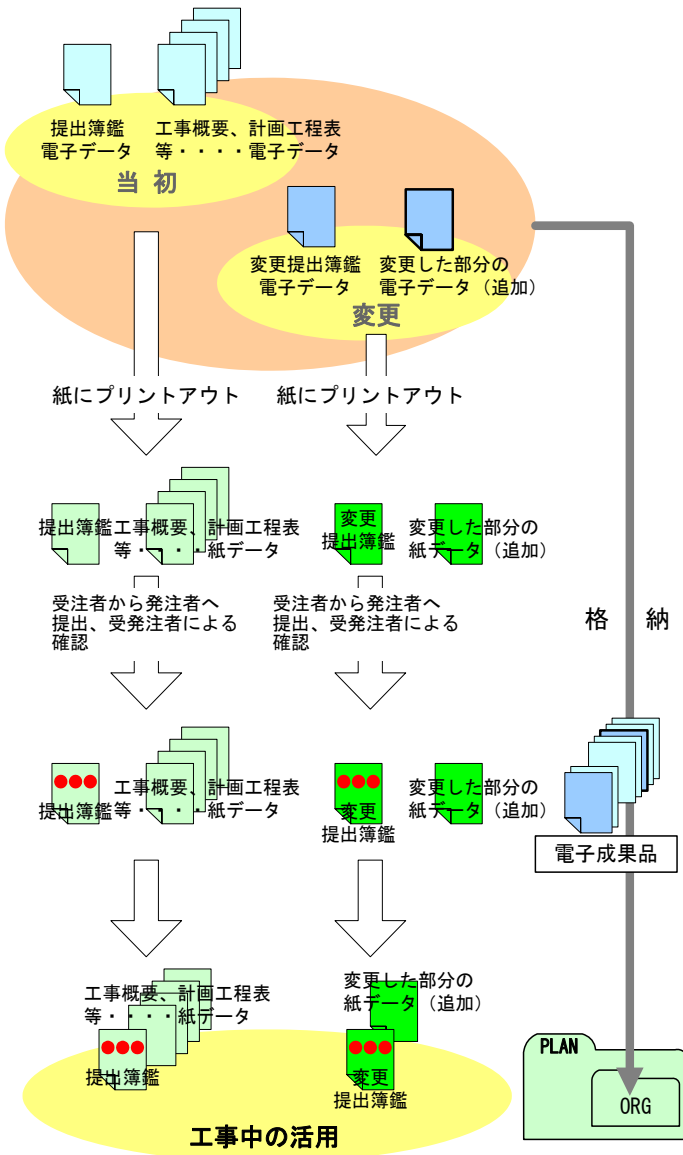 提出簿鑑
電子データ
工事概要、計画工程表
等・・・・電子データ
当 初
変更提出簿鑑
電子データ
変更した部分の
電子データ（追加）
変更
紙にプリントアウト
紙にプリントアウト
提出簿鑑
工事概要、計画工程表
等・・・・紙データ
変更
提出簿鑑
変更した部分の
紙データ（追加）
受注者から発注者へ
提出、受発注者による
確認
受注者から発注者へ
提出、受発注者による
確認
格 納
提出簿鑑
工事概要、計画工程表
等・・・・紙データ
変更
提出簿鑑
変更した部分の
紙データ（追加）
電子成果品
工事概要、計画工程表
等・・・・紙データ
提出簿鑑
変更した部分の
紙データ（追加）
変更
提出簿鑑
工事中の活用
PLAN
ORG